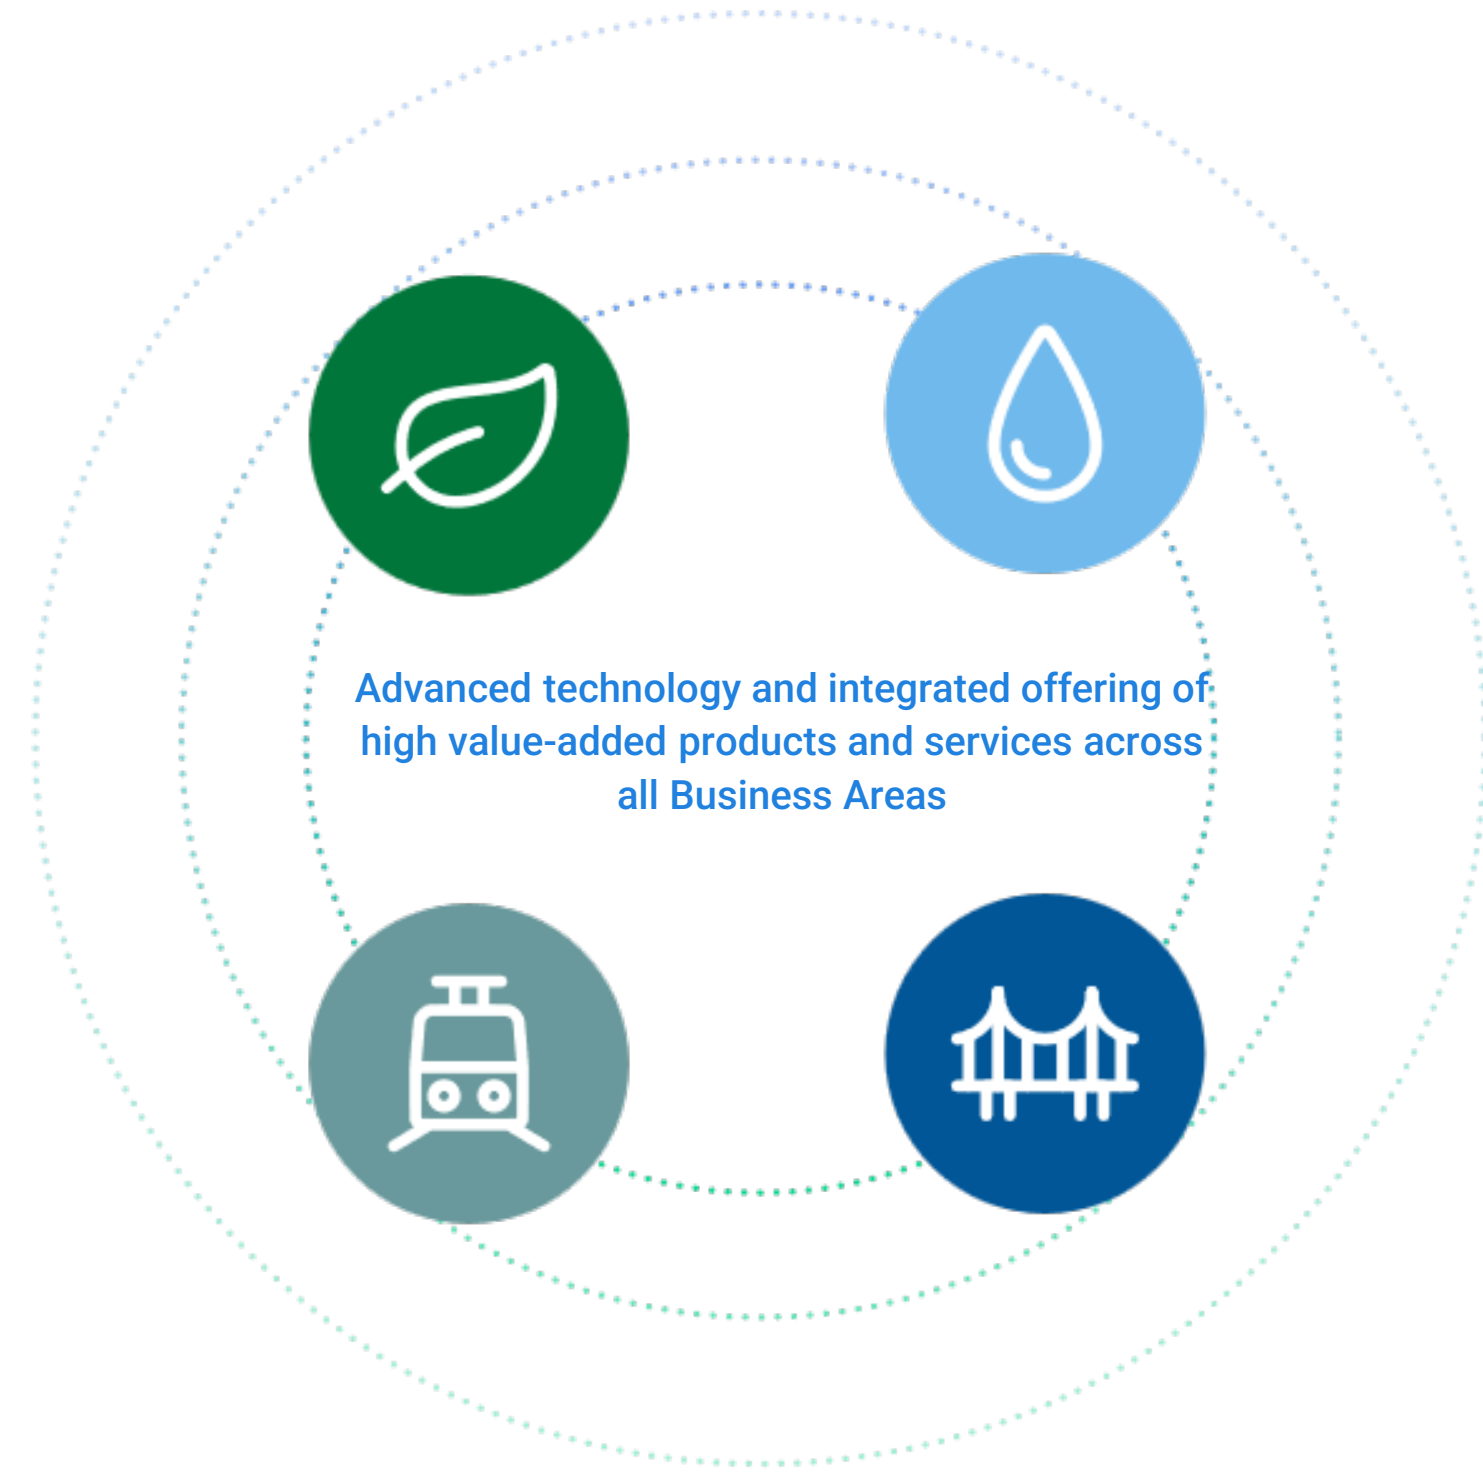 Advanced technology and integrated offering of
high value-added products and services across
all Business Areas